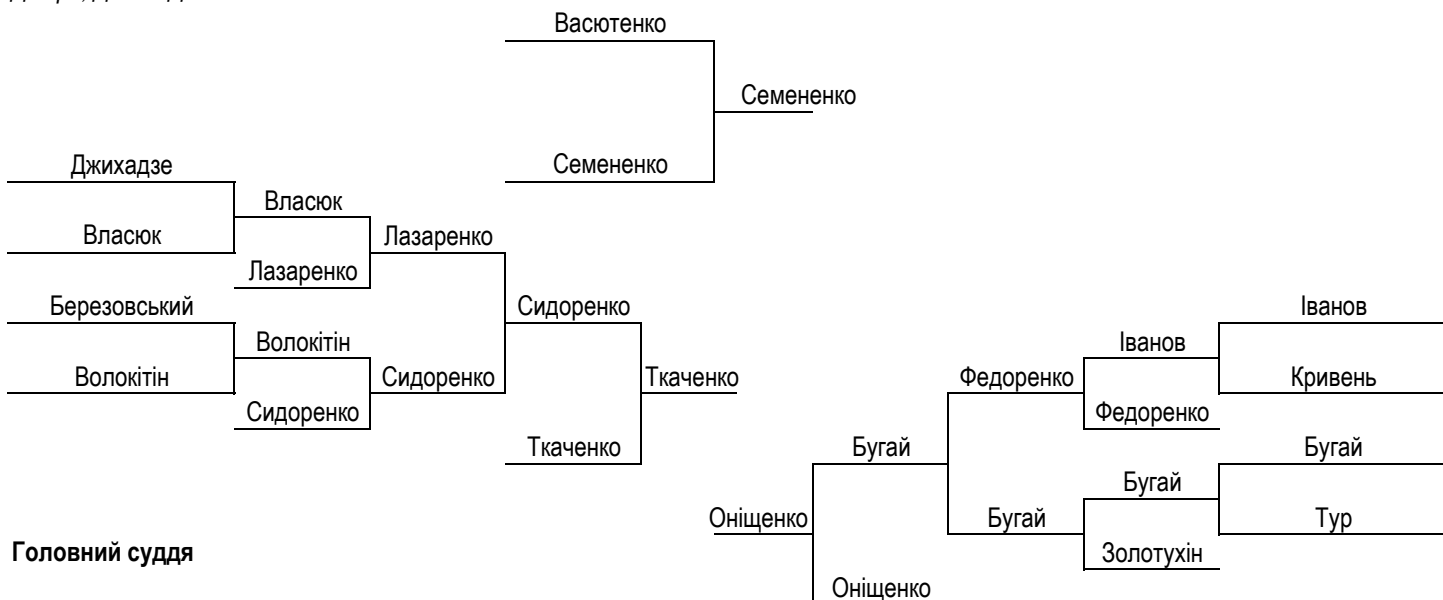 Васютенко
Семененко
Джихадзе Семененко
Власюк
Власюк Лазаренко
Лазаренко
Березовський Сидоренко Іванов
Волокітін Іванов
Волокітін Сидоренко Ткаченко Федоренко Кривень
Сидоренко Федоренко
Ткаченко Бугай Бугай
Бугай
Оніщенко Бугай Тур
Головний суддя Золотухін
Оніщенко